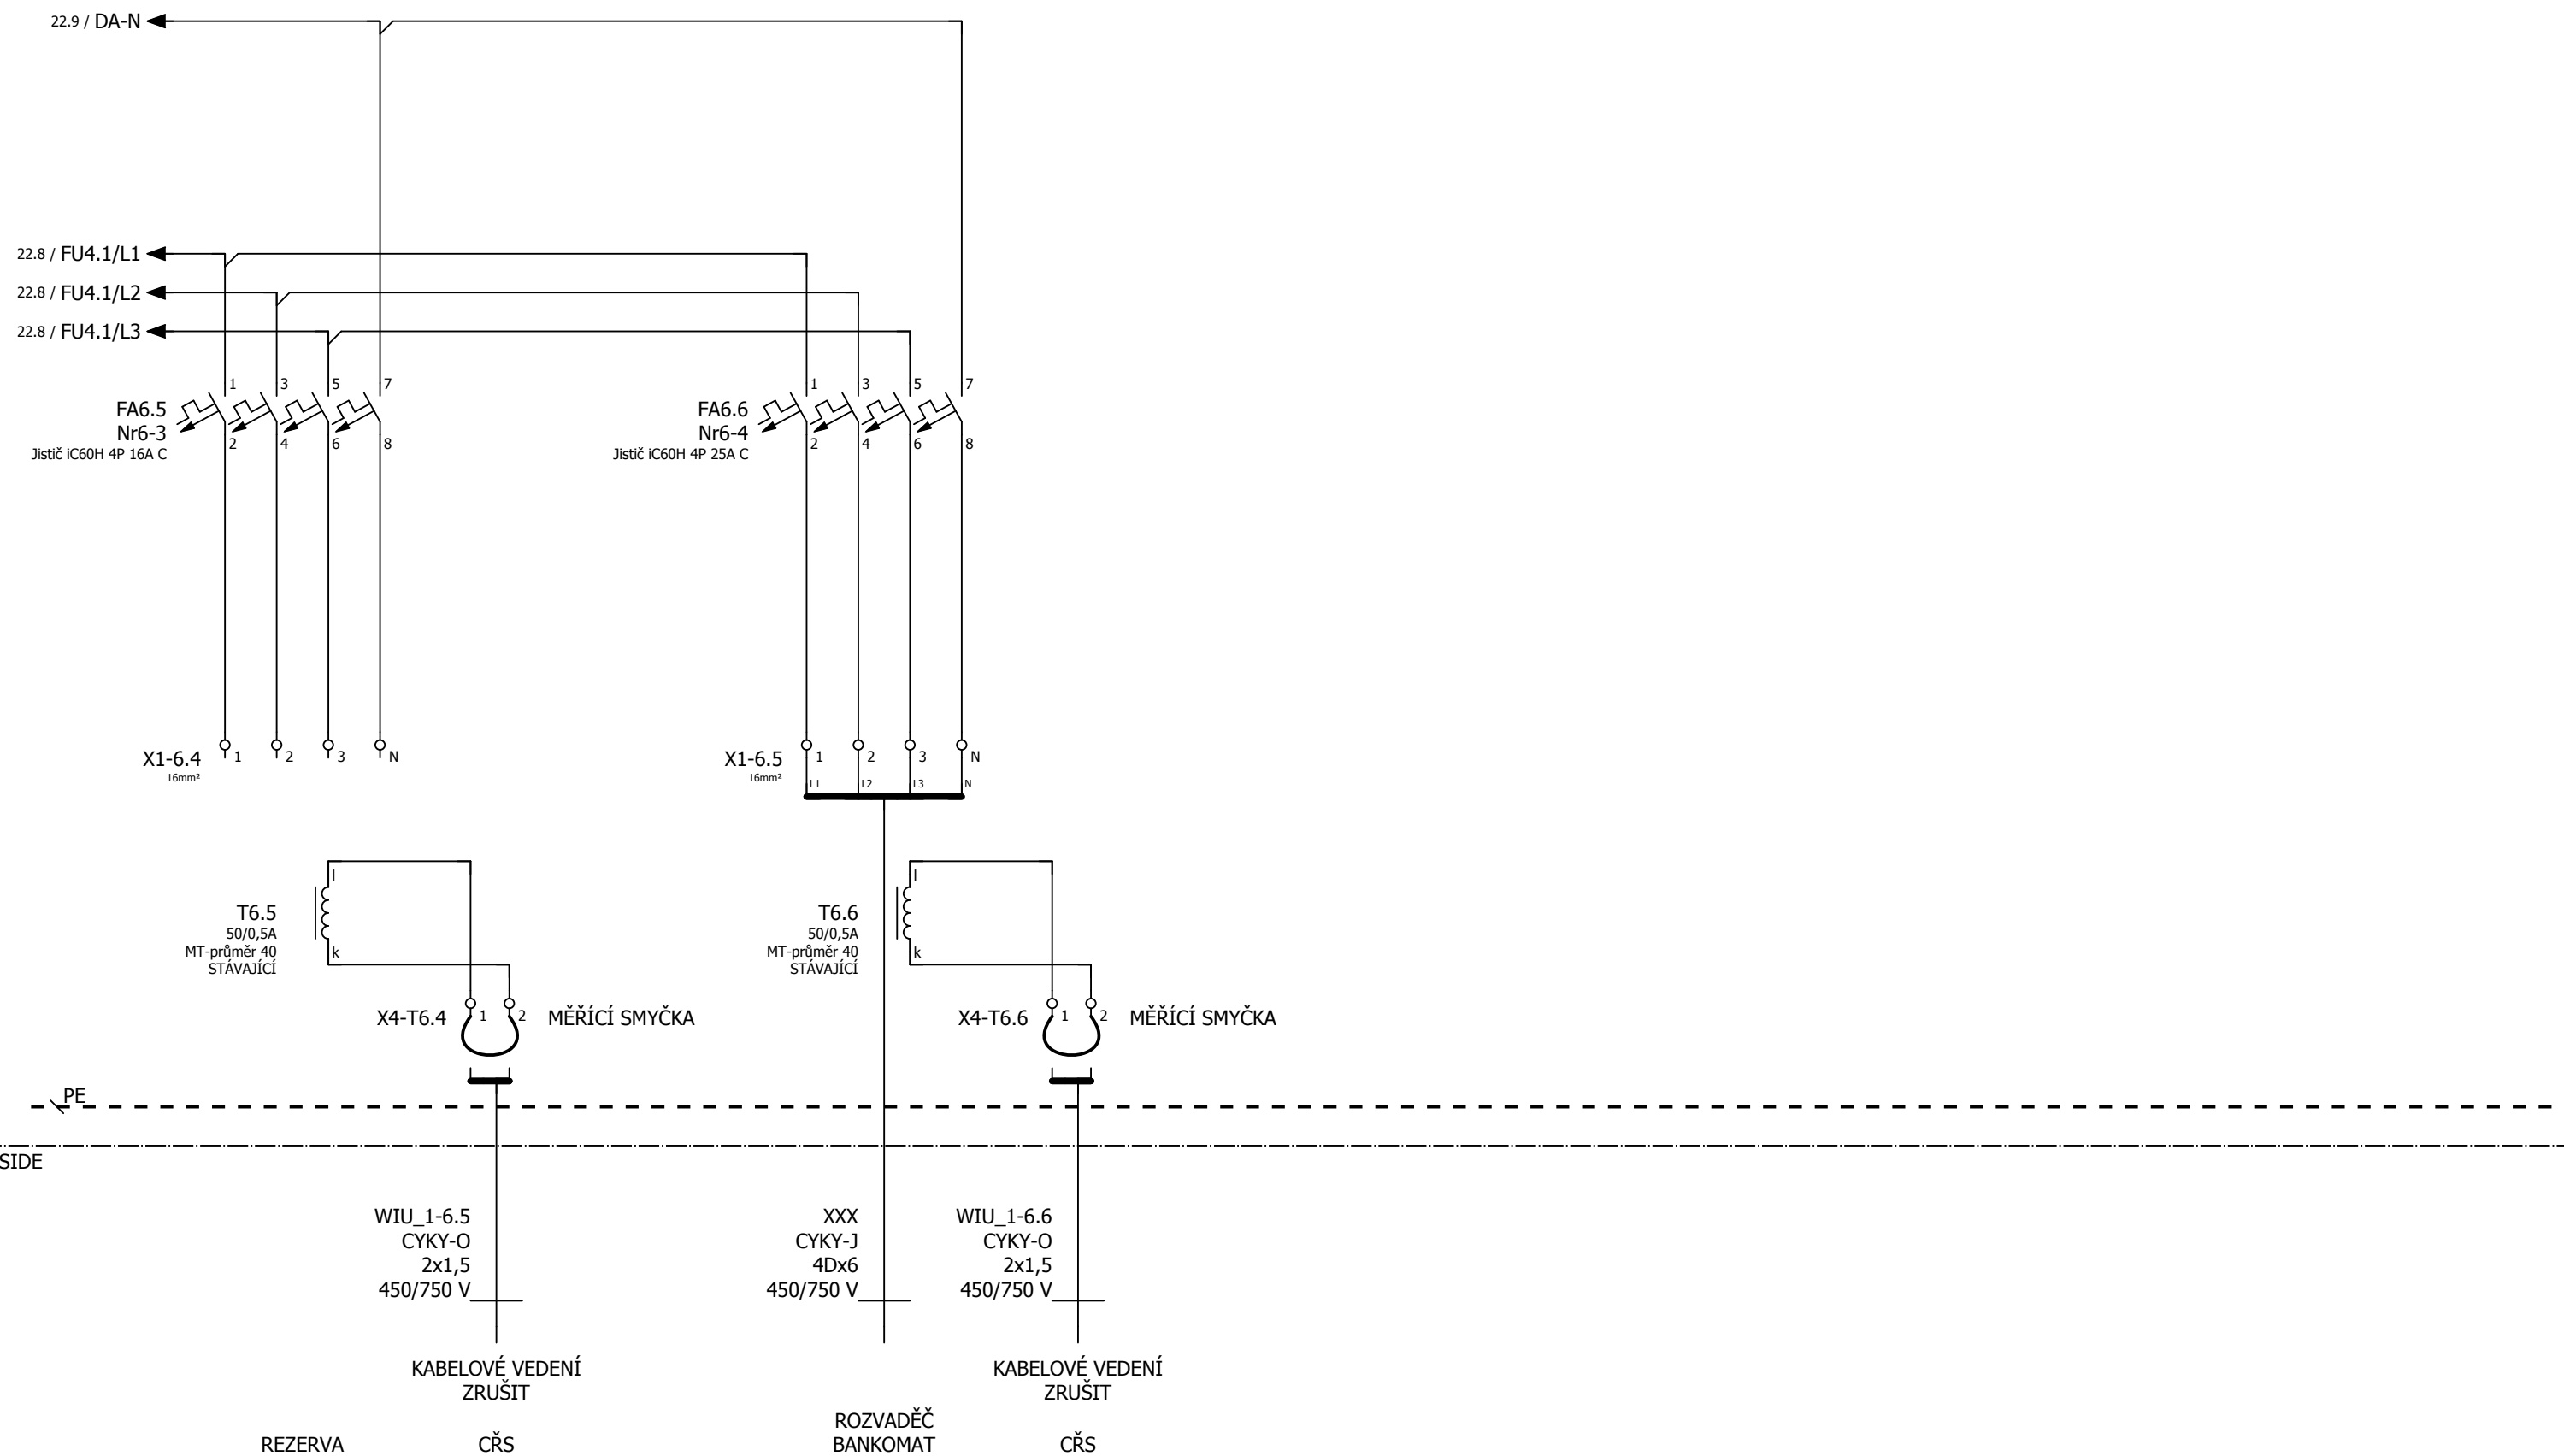 22.9 / DA-N
22.8 / FU4.1/L1
22.8 / FU4.1/L2
22.8 / FU4.1/L3
1 3 5 7
FA6.5
Nr6-3
Jistič iC60H 4P 16A C
2 4 6 8
1 3 5 7
FA6.6
Nr6-4
Jistič iC60H 4P 25A C
2 4 6 8
X1-6.4
16mm²
1 2 3 N
X1-6.5
16mm²
1 2 3 N
L1 L2 L3 N
T6.5
50/0,5A
MT-průměr 40
STÁVAJÍCÍ
l
k
X4-T6.4 1 2 MĚŘÍCÍ SMYČKA
T6.6
50/0,5A
MT-průměr 40
STÁVAJÍCÍ
l
k
X4-T6.6 1 2 MĚŘÍCÍ SMYČKA
PE
SIDE
WIU_1-6.5
CYKY-O
2x1,5
450/750 V
XXX
CYKY-J
4Dx6
450/750 V
WIU_1-6.6
CYKY-O
2x1,5
450/750 V
KABELOVÉ VEDENÍ
ZRUŠIT
KABELOVÉ VEDENÍ
ZRUŠIT
REZERVA
CŘS
ROZVADĚČ
BANKOMAT
CŘS